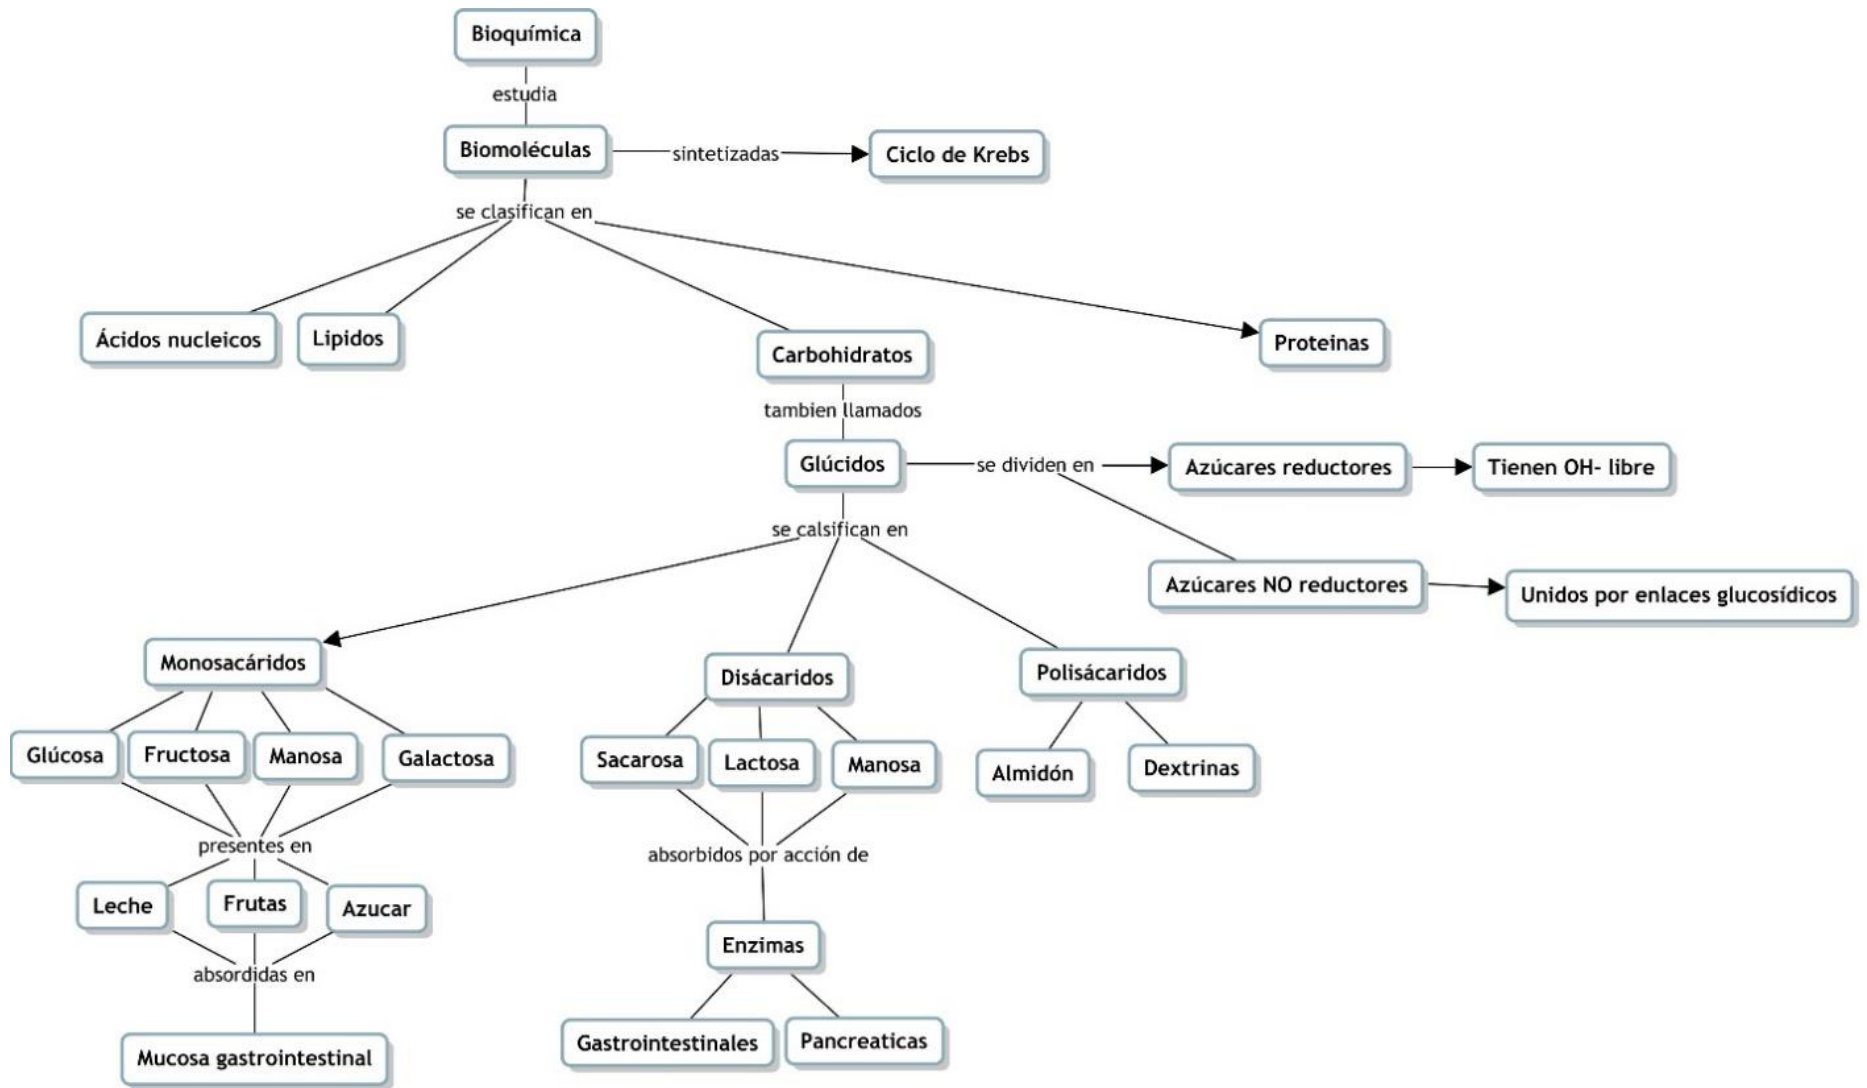 Bioquímica
estudia
Biomoléculas
sintetizadas
Ciclo de Krebs
se clasifican en
Ácidos nucleicos
Lipidos
Carbohidratos
Proteinas
tambien llamados
Glúcidos
se dividen en
Azúcares reductores
Tienen OH- libre
se calsifican en
Azúcares NO reductores
Unidos por enlaces glucosídicos
Monosacáridos
Disácaridos
Polisácaridos
Glúcosa
Fructosa
Manosa
Galactosa
Sacarosa
Lactosa
Manosa
Almidón
Dextrinas
presentes en
absorbidos por acción de
Leche
Frutas
Azucar
Enzimas
absordidas en
Gastrointestinales
Pancreaticas
Mucosa gastrointestinal